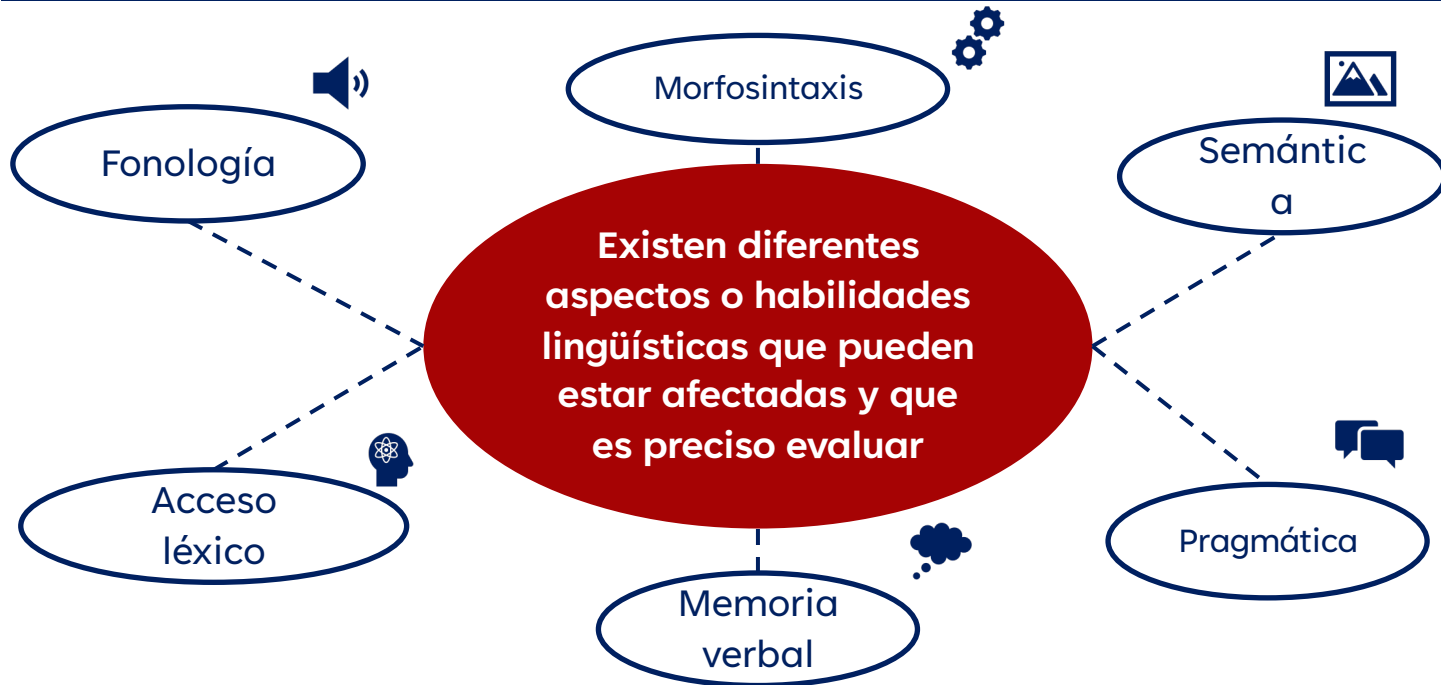 Morfosintaxis
Fonología
Semántic
a
Existen diferentes
aspectos o habilidades
lingüísticas que pueden
estar afectadas y que
es preciso evaluar
Acceso
léxico
Pragmática
Memoria
verbal